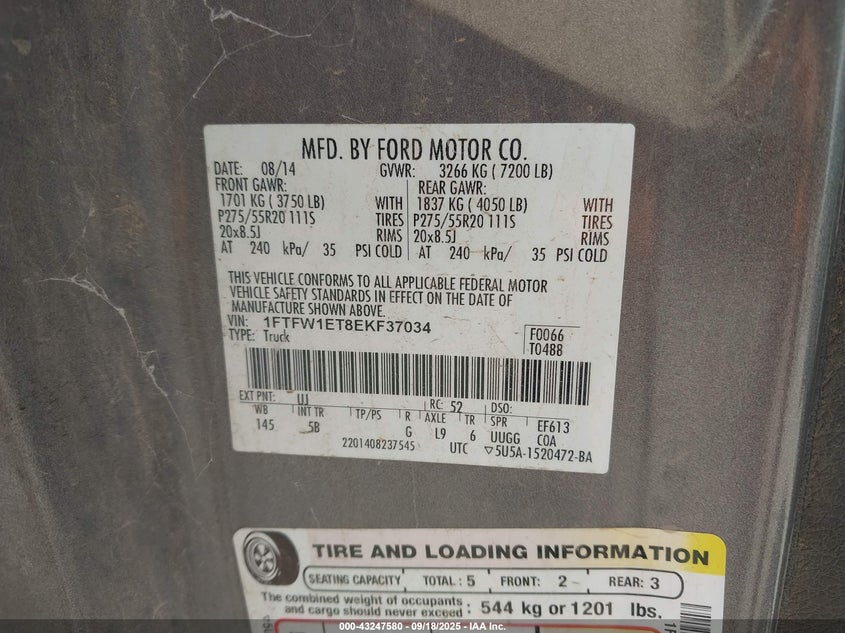 MFD. BY FORD MOTOR CO.
DATE: 08/14 GVWR: 3266 KG ( 7200 LB)
FRONT GAWR: REAR GAWR:
1701 KG ( 3750 LB) WITH 1837 KG ( 4050 LB) WITH
P275/55R20 111S TIRES P275/55R20 111S TIRES
20x8.5J RIMS 20x8.5J RIMS
AT 240 kPa/ 35 PSI COLD AT 240 kPa/ 35 PSI COLD
THIS VEHICLE CONFORMS TO ALL APPLICABLE FEDERAL MOTOR
VEHICLE SAFETY STANDARDS IN EFFECT ON THE DATE OF
MANUFACTURE SHOWN ABOVE.
VIN: 1FTFW1ET8EKF37034 F0066
TYPE: Truck T0488
EXT PNT: UJ RC: 52 DSO:
WB INT TR TP/PS R AXLE TR SPR EF613
145 5B G L9 6 UUGG COA
2201408237545 UTC ▽5U5A-1520472-BA
TIRE AND LOADING INFORMATION
SEATING CAPACITY TOTAL : 5 FRONT: 2 REAR: 3
The combined weight of occupants
and cargo should never exceed : 544 kg or 1201 lbs.
000-43247580 - 09/18/2025 - IAA Inc.